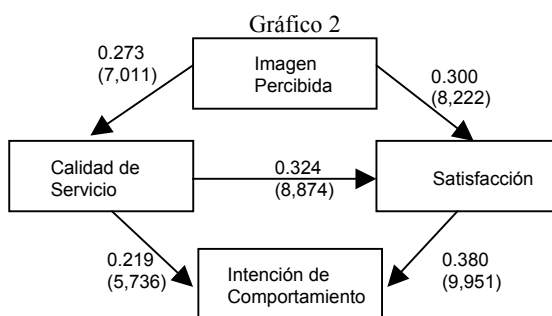 Gráfico 2
0.273
(7,011)
Imagen
Percibida
0.300
(8,222)
Calidad de
Servicio
0.324
(8,874)
Satisfacción
0.219
(5,736)
Intención de
Comportamiento
0.380
(9,951)